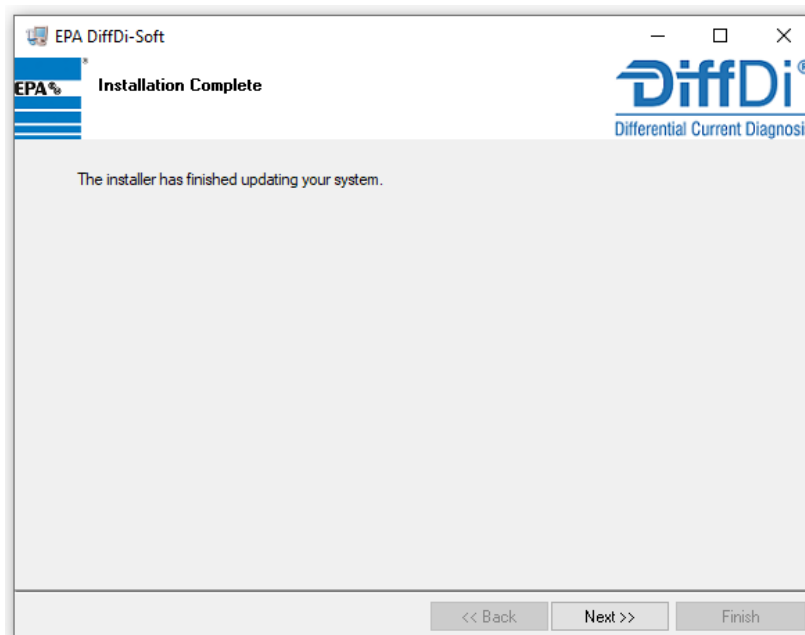 EPA DiffDi-Soft
EPA
®
Installation Complete
DiffDi®
Differential Current Diagnosi
The installer has finished updating your system.
<< Back
Next >>
Finish